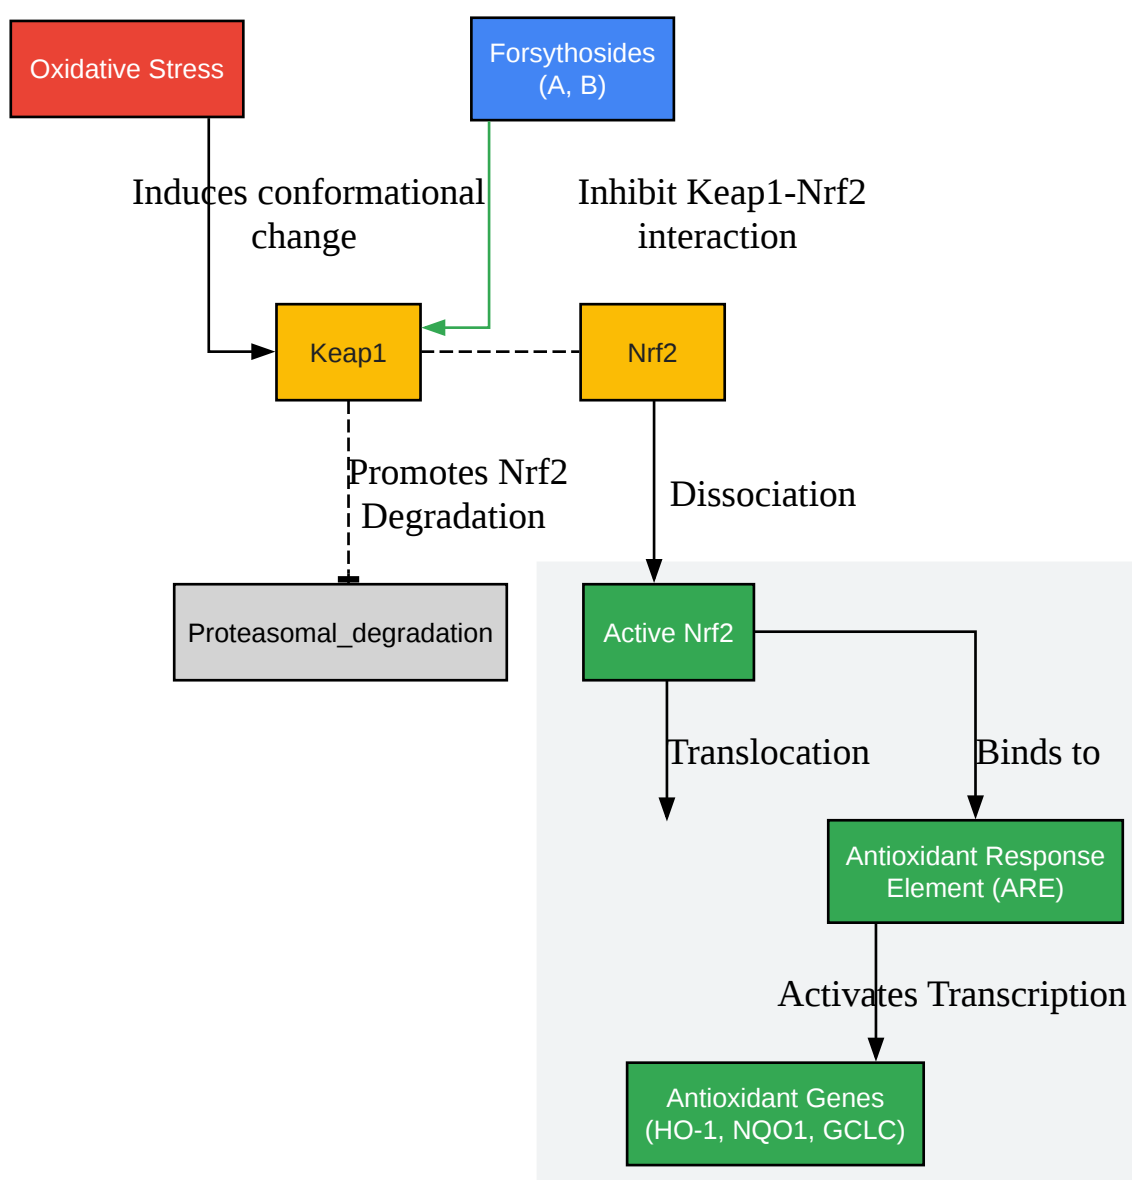 Oxidative Stress
Forsythosides
(A, B)
Induces conformational
change
Inhibit Keap1-Nrf2
interaction
Keap1
Nrf2
Promotes Nrf2
Degradation
Dissociation
Proteasomal_degradation
Active Nrf2
Translocation
Binds to
Antioxidant Response
Element (ARE)
Activates Transcription
Antioxidant Genes
(HO-1, NQO1, GCLC)